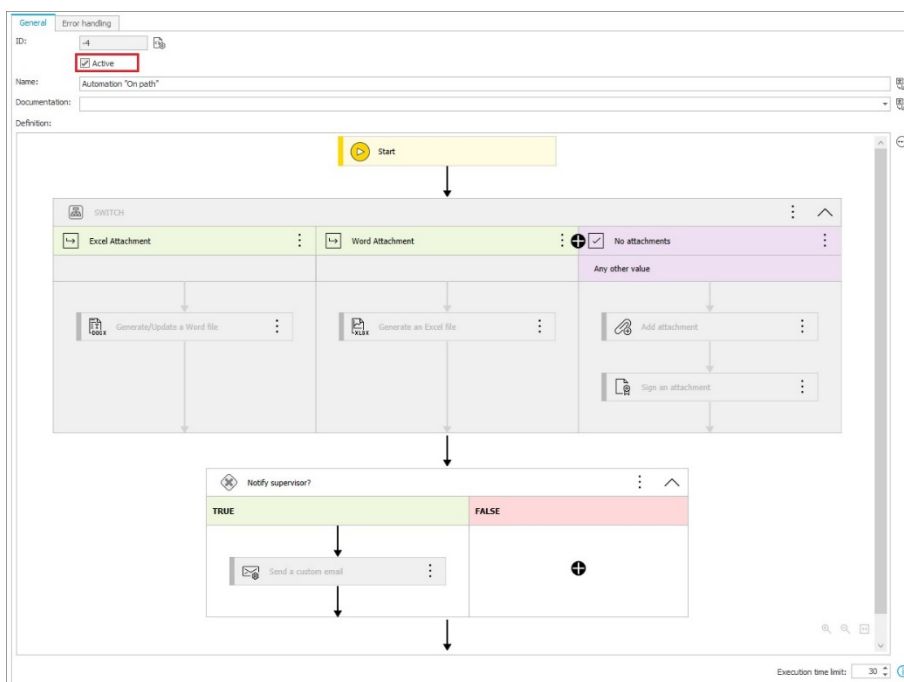 General Error handling
ID: -4
Active
Name: Automation "On path"
Documentation:
Definition:
Start
SWITCH
Excel Attachment Word Attachment No attachments
Any other value
DOCX Generate/Update a Word file XLSX Generate an Excel file Add attachment
Sign an attachment
Notify supervisor?
TRUE FALSE
Send a custom email
Execution time limit: 30